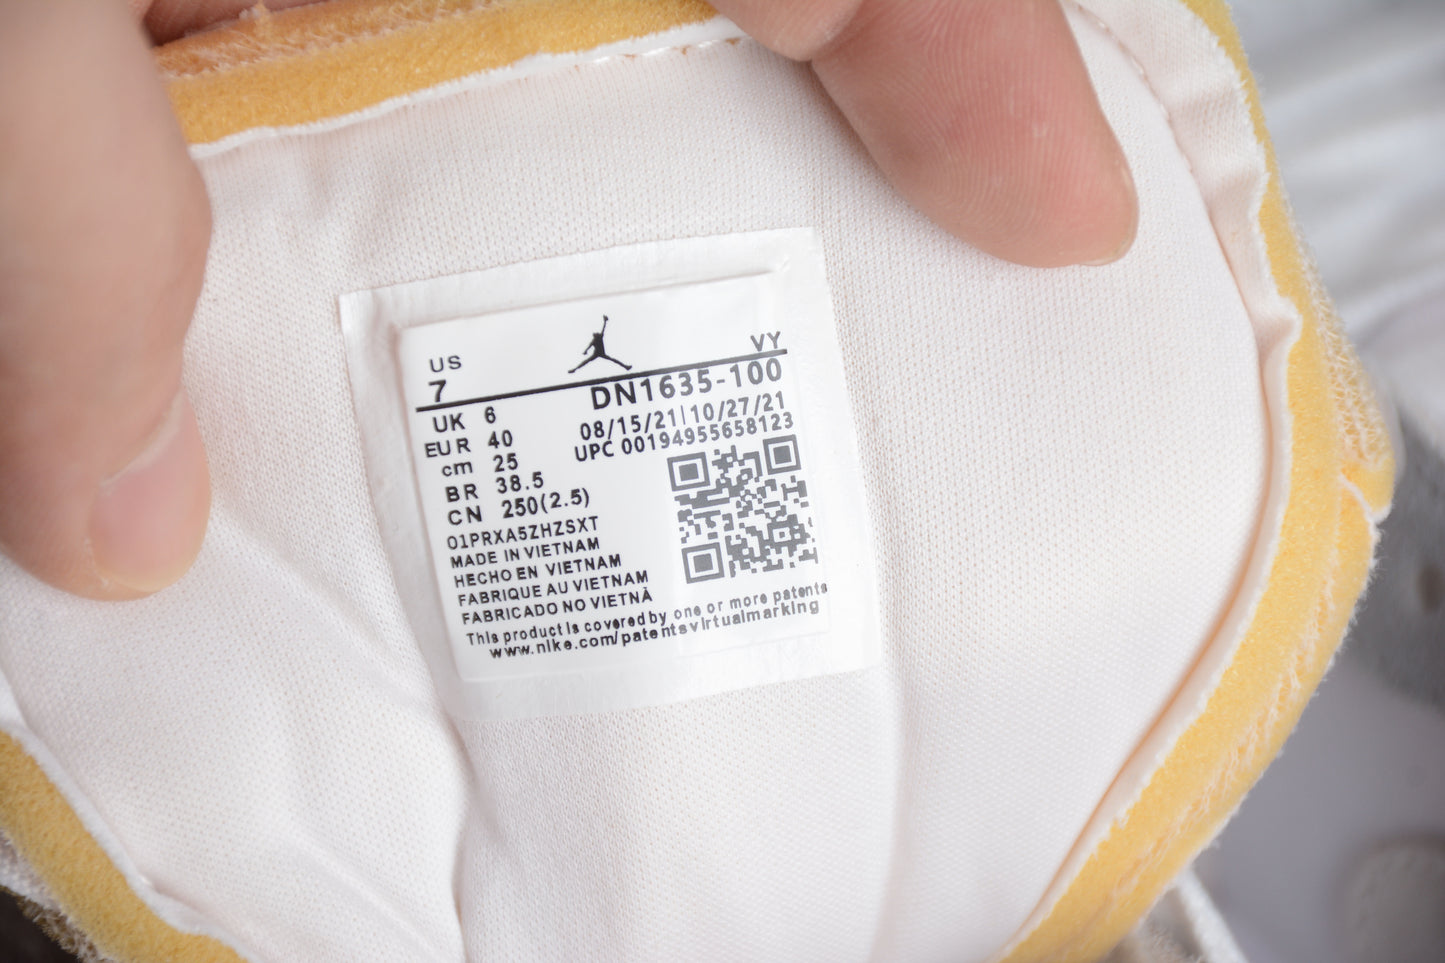 US
7
VY
DN1635-100
UK 6
08/15/21|10/27/21
EUR 40
UPC 00194955658123
cm 25
BR 38.5
CN 250(2.5)
01PRXA5ZHZSXT
MADE IN VIETNAM
HECHO EN VIETNAM
FABRIQUE AU VIETNAM
FABRICADO NO VIETNÃ
This product is covered by one or more patents
www.nike.com/patentsvirtualmarking